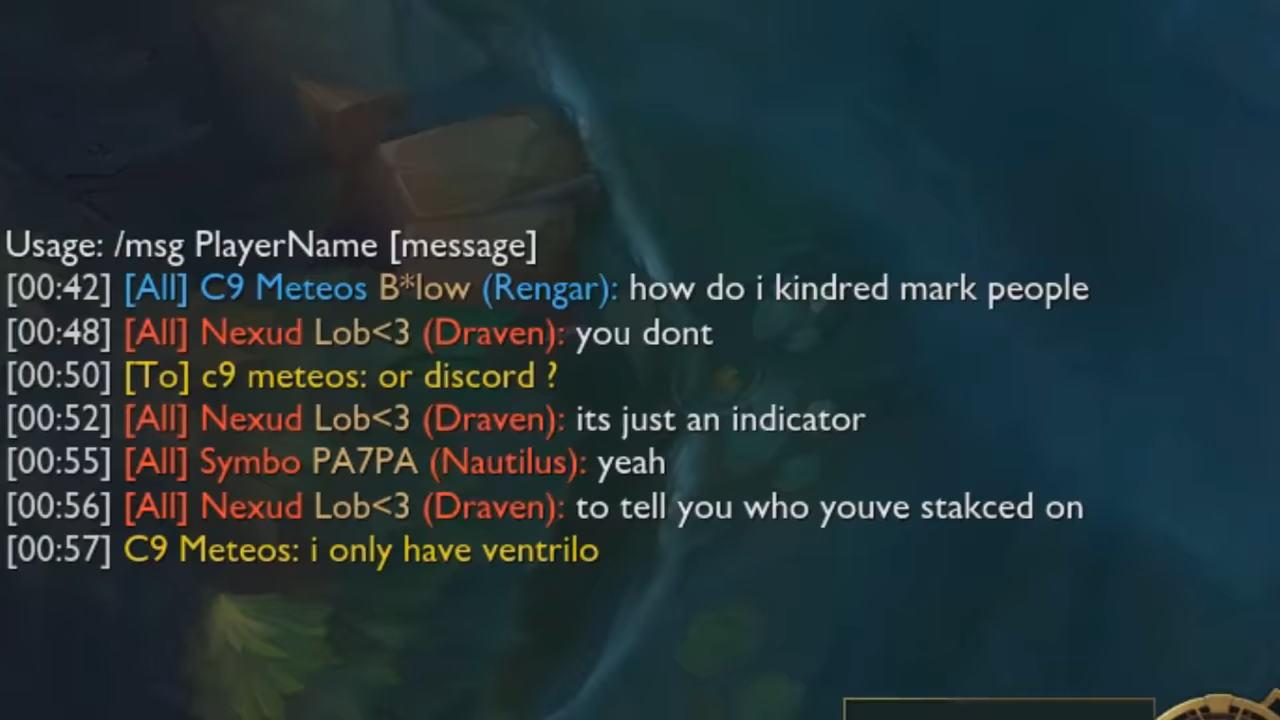 Usage: /msg PlayerName [message]
[00:42] [All] C9 Meteos B*low (Rengar): how do i kindred mark people
[00:48] [All] Nexud Lob<3 (Draven): you dont
[00:50] [To] c9 meteos: or discord ?
[00:52] [All] Nexud Lob<3 (Draven): its just an indicator
[00:55] [All] Symbo PA7PA (Nautilus): yeah
[00:56] [All] Nexud Lob<3 (Draven): to tell you who youve stakced on
[00:57] C9 Meteos: i only have ventrilo